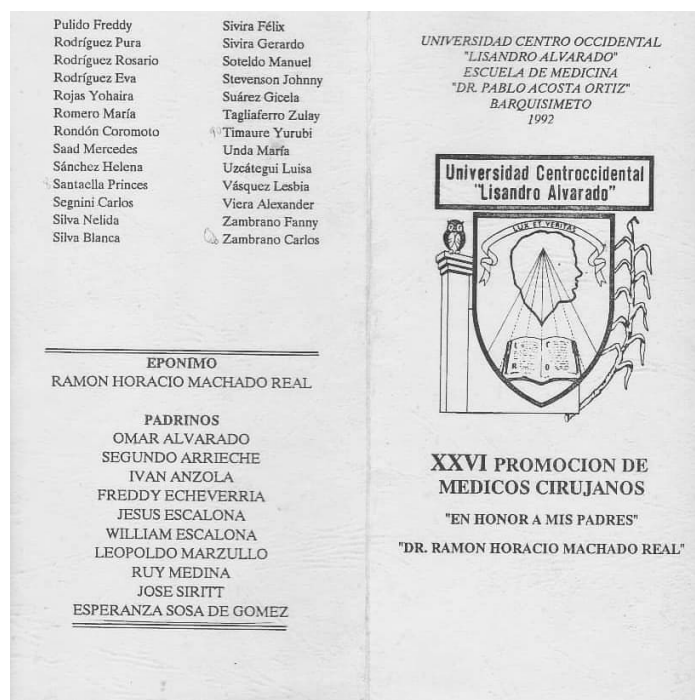 Pulido Freddy
Rodríguez Pura
Rodríguez Rosario
Rodríguez Eva
Rojas Yohaira
Romero María
Rondón Coromoto
Saad Mercedes
Sánchez Helena
Santaella Princes
Segnini Carlos
Silva Nelida
Silva Blanca
Sivira Félix
Sivira Gerardo
Soteldo Manuel
Stevenson Johnny
Suárez Gicela
Tagliaferro Zulay
Timaure Yurubi
Unda María
Uzcátegui Luisa
Vásquez Lesbia
Viera Alexander
Zambrano Fanny
Zambrano Carlos
EPONIMO
RAMON HORACIO MACHADO REAL
PADRINOS
OMAR ALVARADO
SEGUNDO ARRIECHE
IVAN ANZOLA
FREDDY ECHEVERRIA
JESUS ESCALONA
WILLIAM ESCALONA
LEOPOLDO MARZULLO
RUY MEDINA
JOSE SIRITT
ESPERANZA SOSA DE GOMEZ
UNIVERSIDAD CENTRO OCCIDENTAL
"LISANDRO ALVARADO"
ESCUELA DE MEDICINA
"DR. PABLO ACOSTA ORTIZ"
BARQUISIMETO
1992
Universidad Centroccidental
"Lisandro Alvarado"
LUX ET VERITAS
XXVI PROMOCION DE
MEDICOS CIRUJANOS
"EN HONOR A MIS PADRES"
"DR. RAMON HORACIO MACHADO REAL"